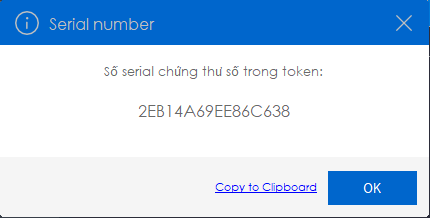 Serial number
Số serial chứng thư số trong token:
2EB14A69EE86C638
Copy to Clipboard
OK